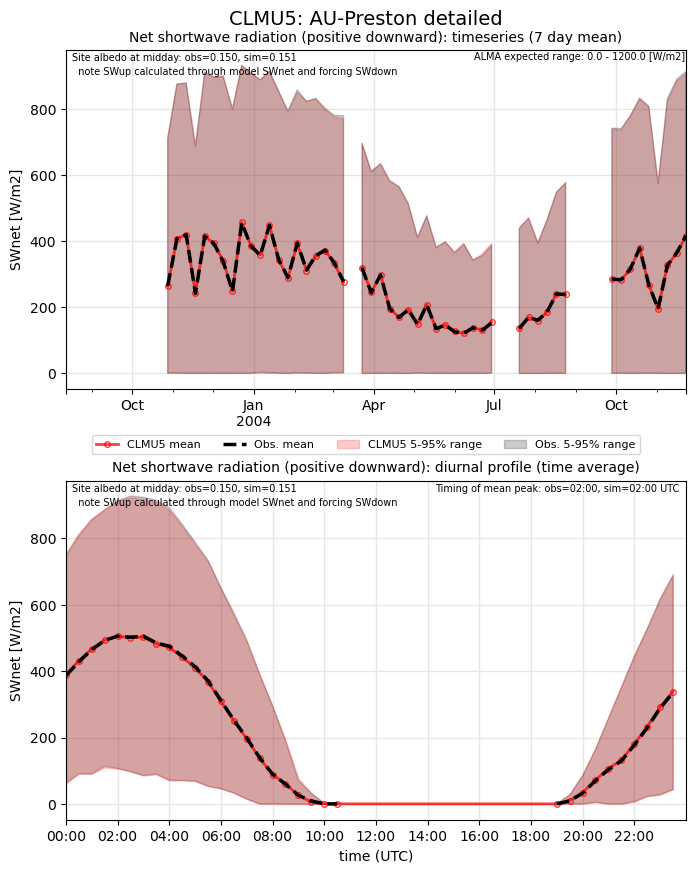 CLMU5: AU-Preston detailed
Net shortwave radiation (positive downward): timeseries (7 day mean)
Site albedo at midday: obs=0.150, sim=0.151
note SWup calculated through model SWnet and forcing SWdown
ALMA expected range: 0.0 - 1200.0 [W/m2]
SWnet [W/m2]
800
600
400
200
0
Oct
Jan
2004
Apr
Jul
Oct
CLMU5 mean
Obs. mean
CLMU5 5-95% range
Obs. 5-95% range
Net shortwave radiation (positive downward): diurnal profile (time average)
Site albedo at midday: obs=0.150, sim=0.151
note SWup calculated through model SWnet and forcing SWdown
Timing of mean peak: obs=02:00, sim=02:00 UTC
SWnet [W/m2]
800
600
400
200
0
00:00
02:00
04:00
06:00
08:00
10:00
12:00
14:00
16:00
18:00
20:00
22:00
time (UTC)